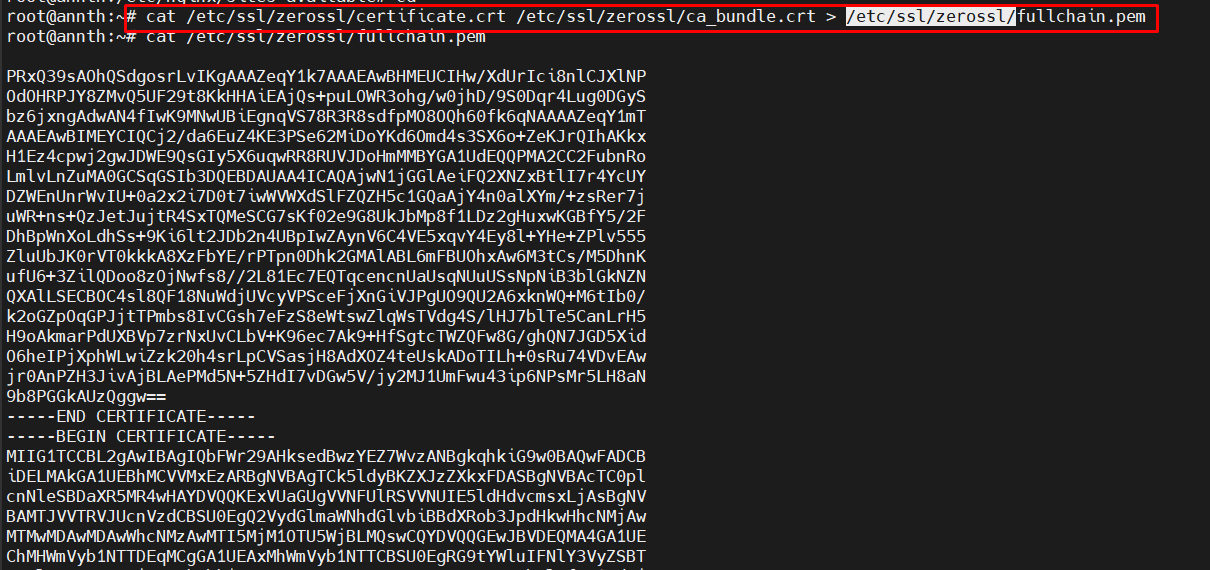 root@annth:~# cat /etc/ssl/zerossl/certificate.crt /etc/ssl/zerossl/ca_bundle.crt > /etc/ssl/zerossl/fullchain.pem
root@annth:~# cat /etc/ssl/zerossl/fullchain.pem
PRxQ39sAOhQSdgosrLvIKgAAAZeqY1k7AAAEAwBHMEUCIHw/XdUrIci8nlCJXlNP
OdOHRPJY8ZMvQ5UF29t8KkHHAiEAjQs+puLOWR3ohg/w0jhD/9S0Dqr4Lug0DGyS
bz6jxngAdwAN4fIwK9MNwUBiEgnqVS78R3R8sdfpMO8OQh60fk6qNAAAAZeqY1mT
AAAEAwBIMEYCIQCj2/da6EuZ4KE3PSe62MiDoYKd6Omd4s3SX6o+ZeKJrQIhAKkx
H1Ez4cpwj2gwJDWE9QsGIy5X6uqwRR8RUVJDoHmMMBYGA1UdEQQPMA2CC2FubnRo
LmlvLnZuMA0GCSqGSIb3DQEBDAUAA4ICAQAjwN1jGGlAeiFQ2XNZxBtlI7r4YcUY
DZWEnUnrWvIU+0a2x2i7D0t7iwWVWXdSlFZQZH5c1GQaAjY4n0alXYm/+zsRer7j
uWR+ns+QzJetJujtR4SxTQMeSCG7sKf02e9G8UkJbMp8f1LDz2gHuxwKGBfY5/2F
DhBpWnXoLdhSs+9Ki6lt2JDb2n4UBpIwZAynV6C4VE5xqvY4Ey8l+YHe+ZPlv555
ZluUbJK0rVT0kkkA8XzFbYE/rPTpn0Dhk2GMAlABL6mFBUOhxAw6M3tCs/M5DhnK
ufU6+3ZilQDoo8zOjNwfs8//2L81Ec7EQTqcencnUaUsqNUuUSsNpNiB3blGkNZN
QXAlLSECBOC4sl8QF18NuWdjUVcyVPSceFjXnGiVJPgUO9QU2A6xknWQ+M6tIb0/
k2oGZpOqGPJjtTPmbs8IvCGsh7eFzS8eWtswZlqWsTVdg4S/lHJ7blTe5CanLrH5
H9oAkmarPdUXBVp7zrNxUvCLbV+K96ec7Ak9+HfSgtcTWZQFw8G/ghQN7JGD5Xid
O6heIPjXphWLwiZzk20h4srLpCVSasjH8AdXOZ4teUskADoTILh+0sRu74VDvEAw
jr0AnPZH3JivAjBLAePMd5N+5ZHdI7vDGw5V/jy2MJ1UmFwu43ip6NPsMr5LH8aN
9b8PGGkAUzQggw==
-----END CERTIFICATE-----
-----BEGIN CERTIFICATE-----
MIIG1TCCBL2gAwIBAgIQbFWr29AHksedBwzYEZ7WvzANBgkqhkiG9w0BAQwFADCB
iDELMAkGA1UEBhMCVVMxEzARBgNVBAgTCk5ldyBKZXJzZXkxFDASBgNVBAcTC0pl
cnNleSBDaXR5MR4wHAYDVQQKExVUaGUgVVNFUlRSVVNUIE5ldHdvcmsxLjAsBgNV
BAMTJVVTRVJUcnVzdCBSU0EgQ2VydGlmaWNhdGlvbiBBdXRob3JpdHkwHhcNMjAw
MTMwMDAwMDAwWhcNMzAwMTI5MjM1OTU5WjBLMQswCQYDVQQGEwJBVDEQMA4GA1UE
ChMHWmVyb1NTTDEqMCgGA1UEAxMhWmVyb1NTTCBSU0EgRG9tYWluIFNlY3VyZSBT